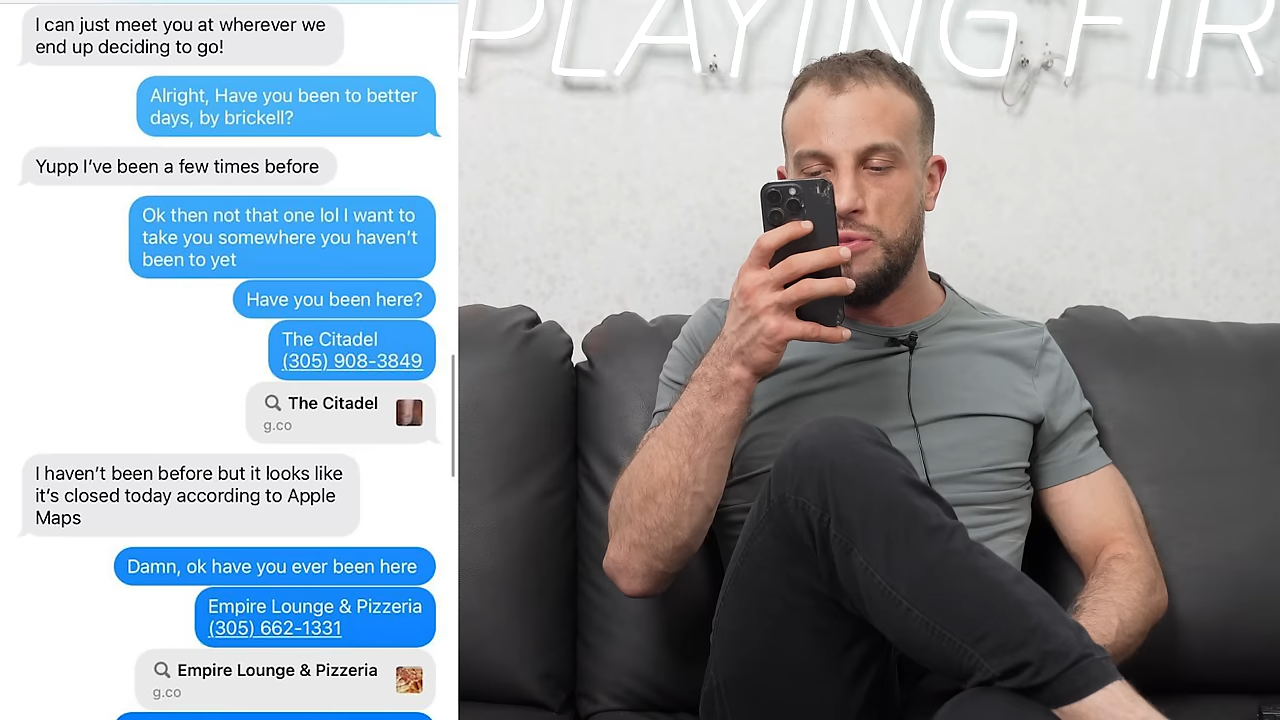 I can just meet you at wherever we
end up deciding to go!
Alright, Have you been to better
days, by brickell?
Yupp I've been a few times before
Ok then not that one lol I want to
take you somewhere you haven't
been to yet
Have you been here?
The Citadel
(305) 908-3849
The Citadel
g.co
I haven't been before but it looks like
it's closed today according to Apple
Maps
Damn, ok have you ever been here
Empire Lounge & Pizzeria
(305) 662-1331
Empire Lounge & Pizzeria
g.co
PLAYING FIR